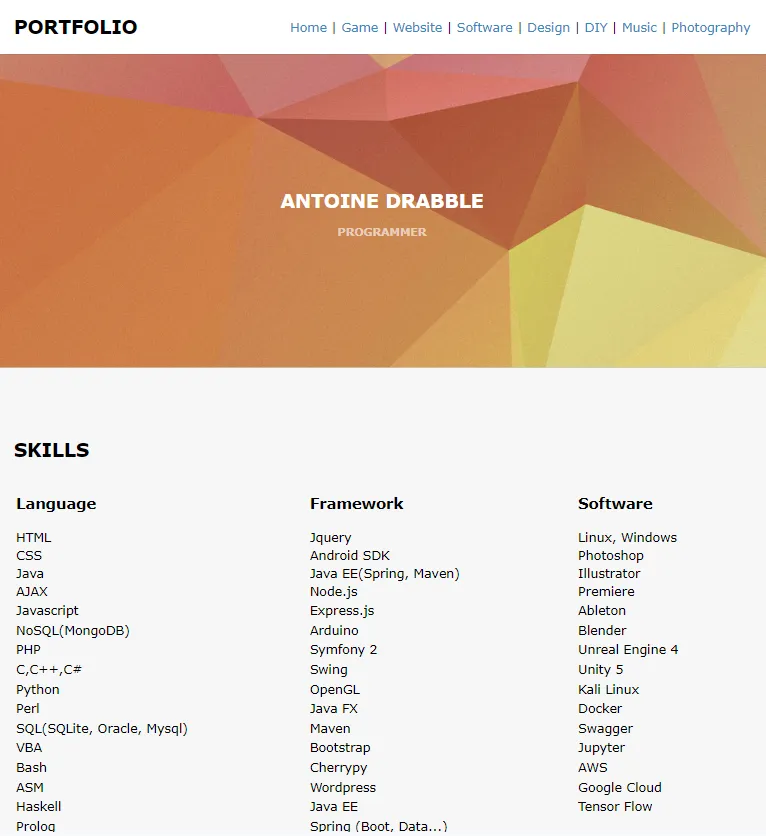 PORTFOLIO
Home | Game | Website | Software | Design | DIY | Music | Photography
ANTOINE DRABBLE
PROGRAMMER
SKILLS
Language
HTML
CSS
Java
AJAX
Javascript
NoSQL(MongoDB)
PHP
C,C++,C#
Python
Perl
SQL(SQLite, Oracle, Mysql)
VBA
Bash
ASM
Haskell
Prolog
Framework
Jquery
Android SDK
Java EE(Spring, Maven)
Node.js
Express.js
Arduino
Symfony 2
Swing
OpenGL
Java FX
Maven
Bootstrap
Cherrypy
Wordpress
Java EE
Spring (Boot, Data...)
Software
Linux, Windows
Photoshop
Illustrator
Premiere
Ableton
Blender
Unreal Engine 4
Unity 5
Kali Linux
Docker
Swagger
Jupyter
AWS
Google Cloud
Tensor Flow